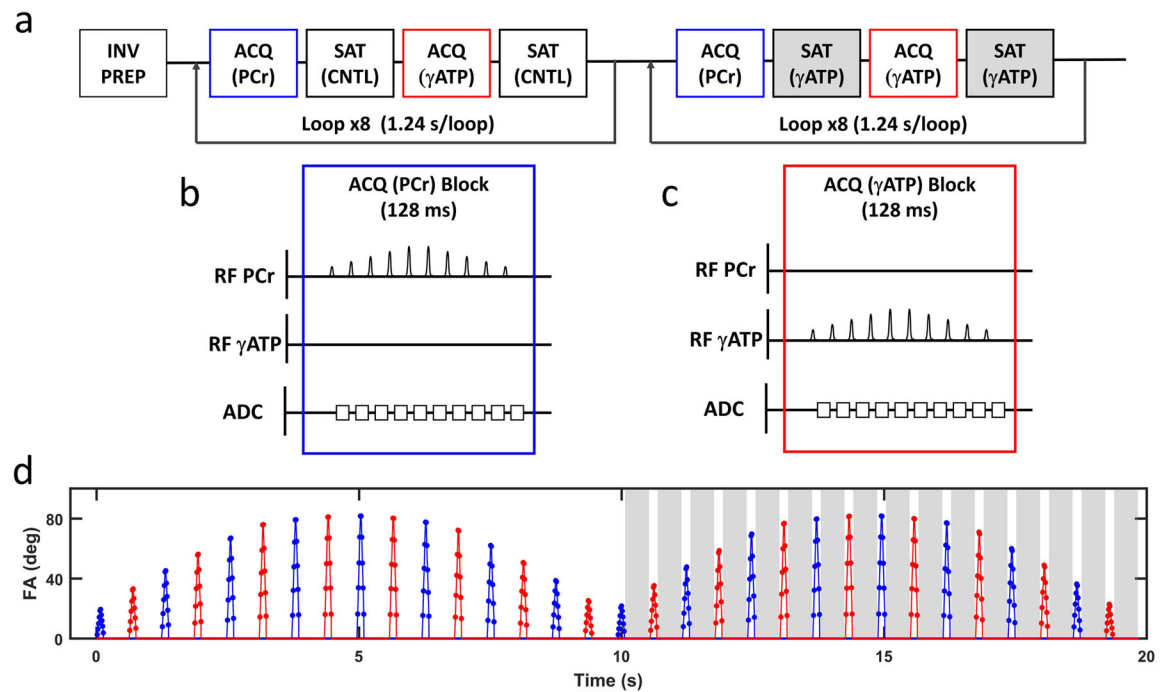 a
INV
PREP
ACQ
(PCr)
SAT
(CNTL)
ACQ
(γATP)
SAT
(CNTL)
ACQ
(PCr)
SAT
(γATP)
ACQ
(γATP)
SAT
(γATP)
Loop x8 (1.24 s/loop)
Loop x8 (1.24 s/loop)
b
ACQ (PCr) Block
(128 ms)
RF PCr
RF γATP
ADC
c
ACQ (γATP) Block
(128 ms)
RF PCr
RF γATP
ADC
d
FA (deg)
80
40
0
0
5
10
15
20
Time (s)